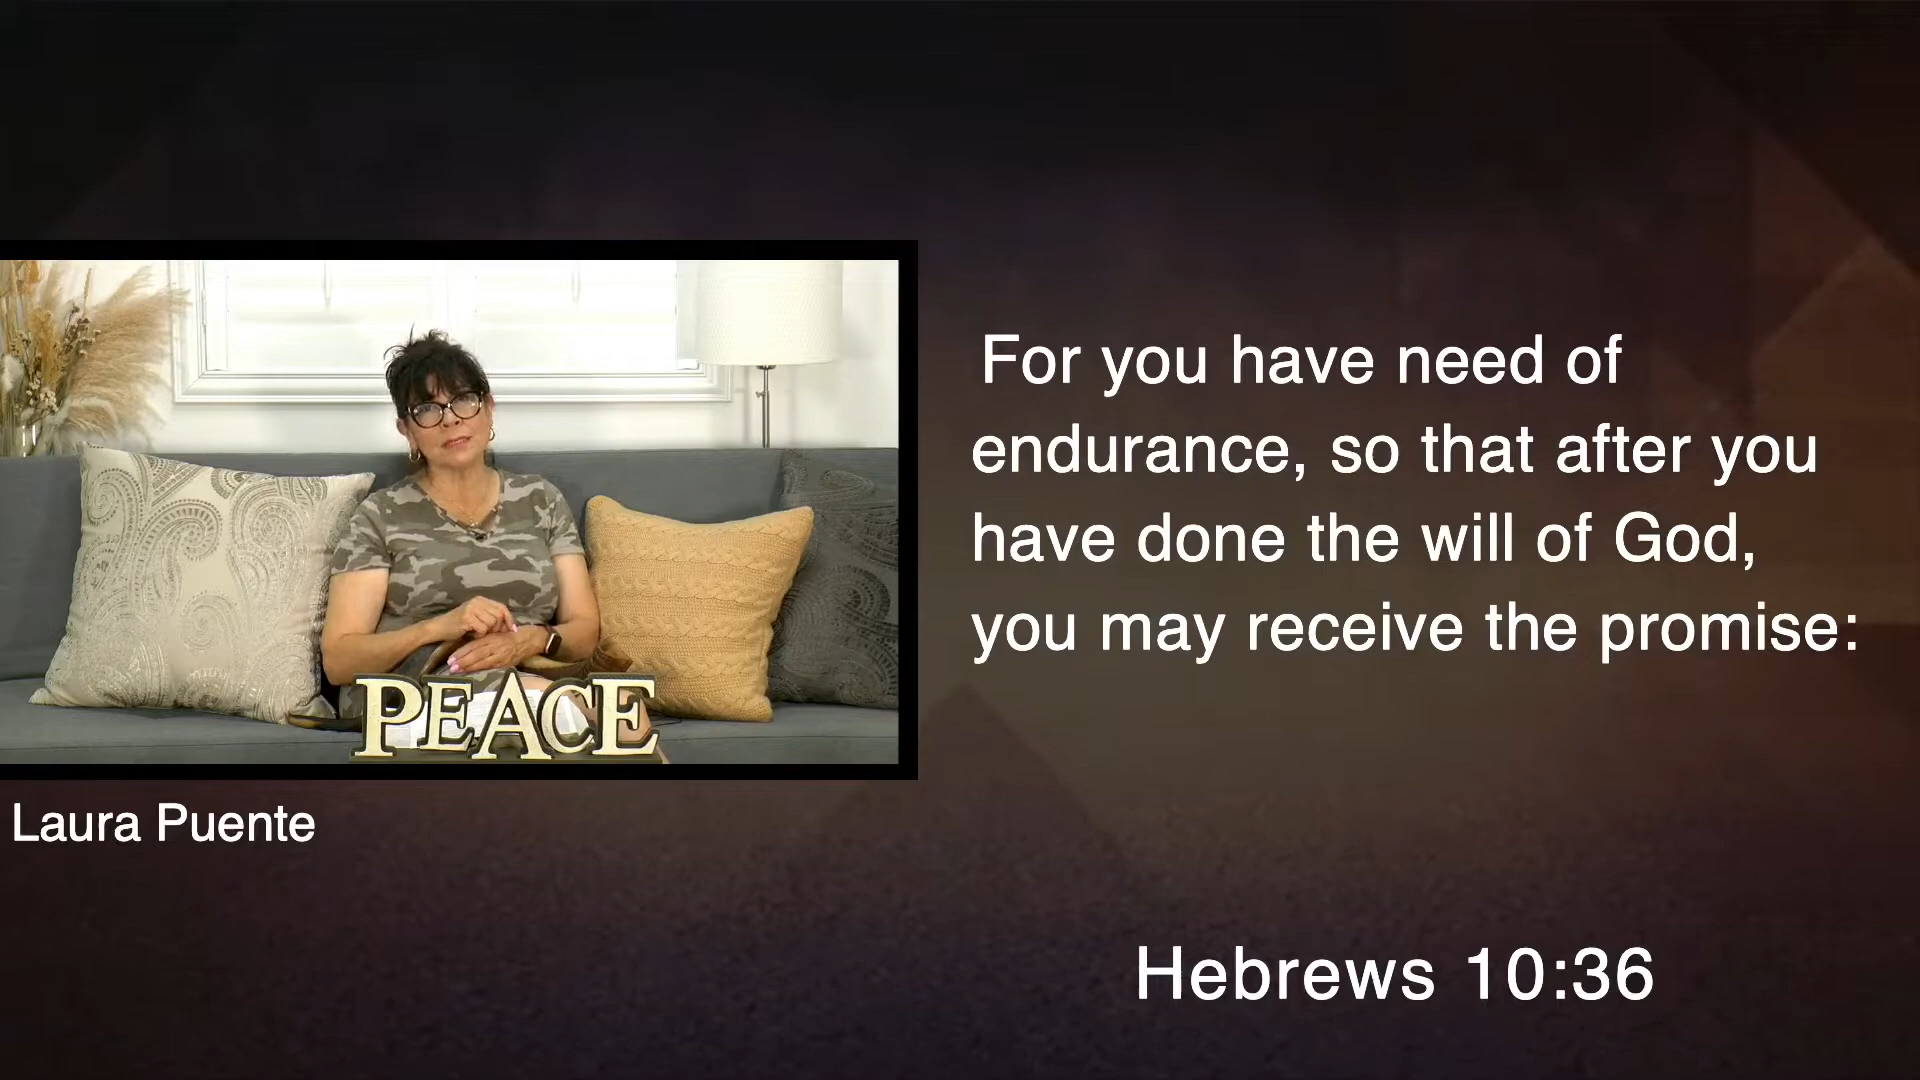 For you have need of
endurance, so that after you
have done the will of God,
you may receive the promise:
PEACE
Laura Puente
Hebrews 10:36